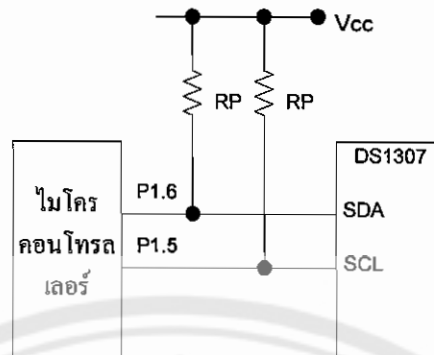 Vcc
RP
RP
DS1307
ไมโคร
คอนโทรล
เลอร์
P1.6
P1.5
SDA
SCL